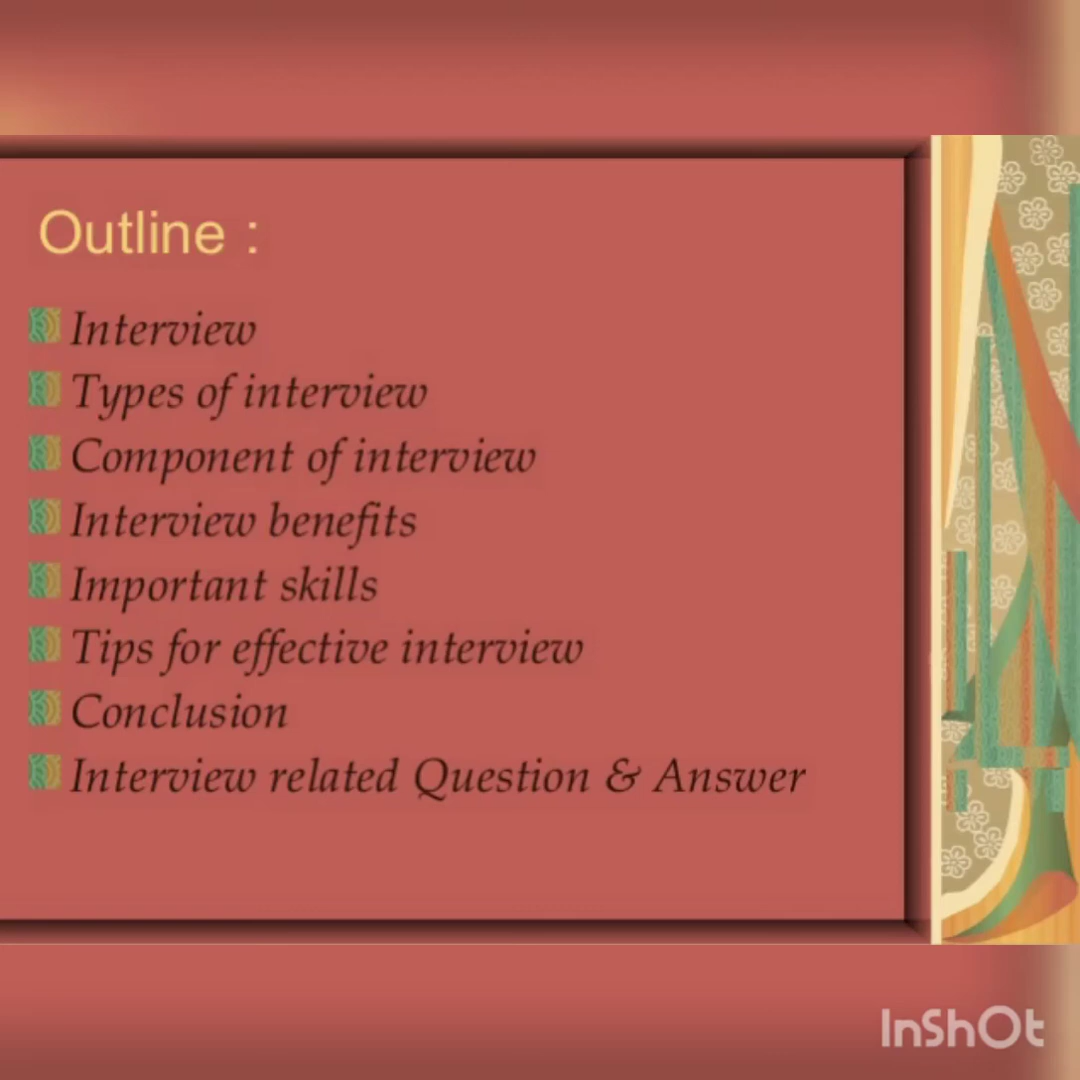 Outline :
Interview
Types of interview
Component of interview
Interview benefits
Important skills
Tips for effective interview
Conclusion
Interview related Question & Answer
InShOt